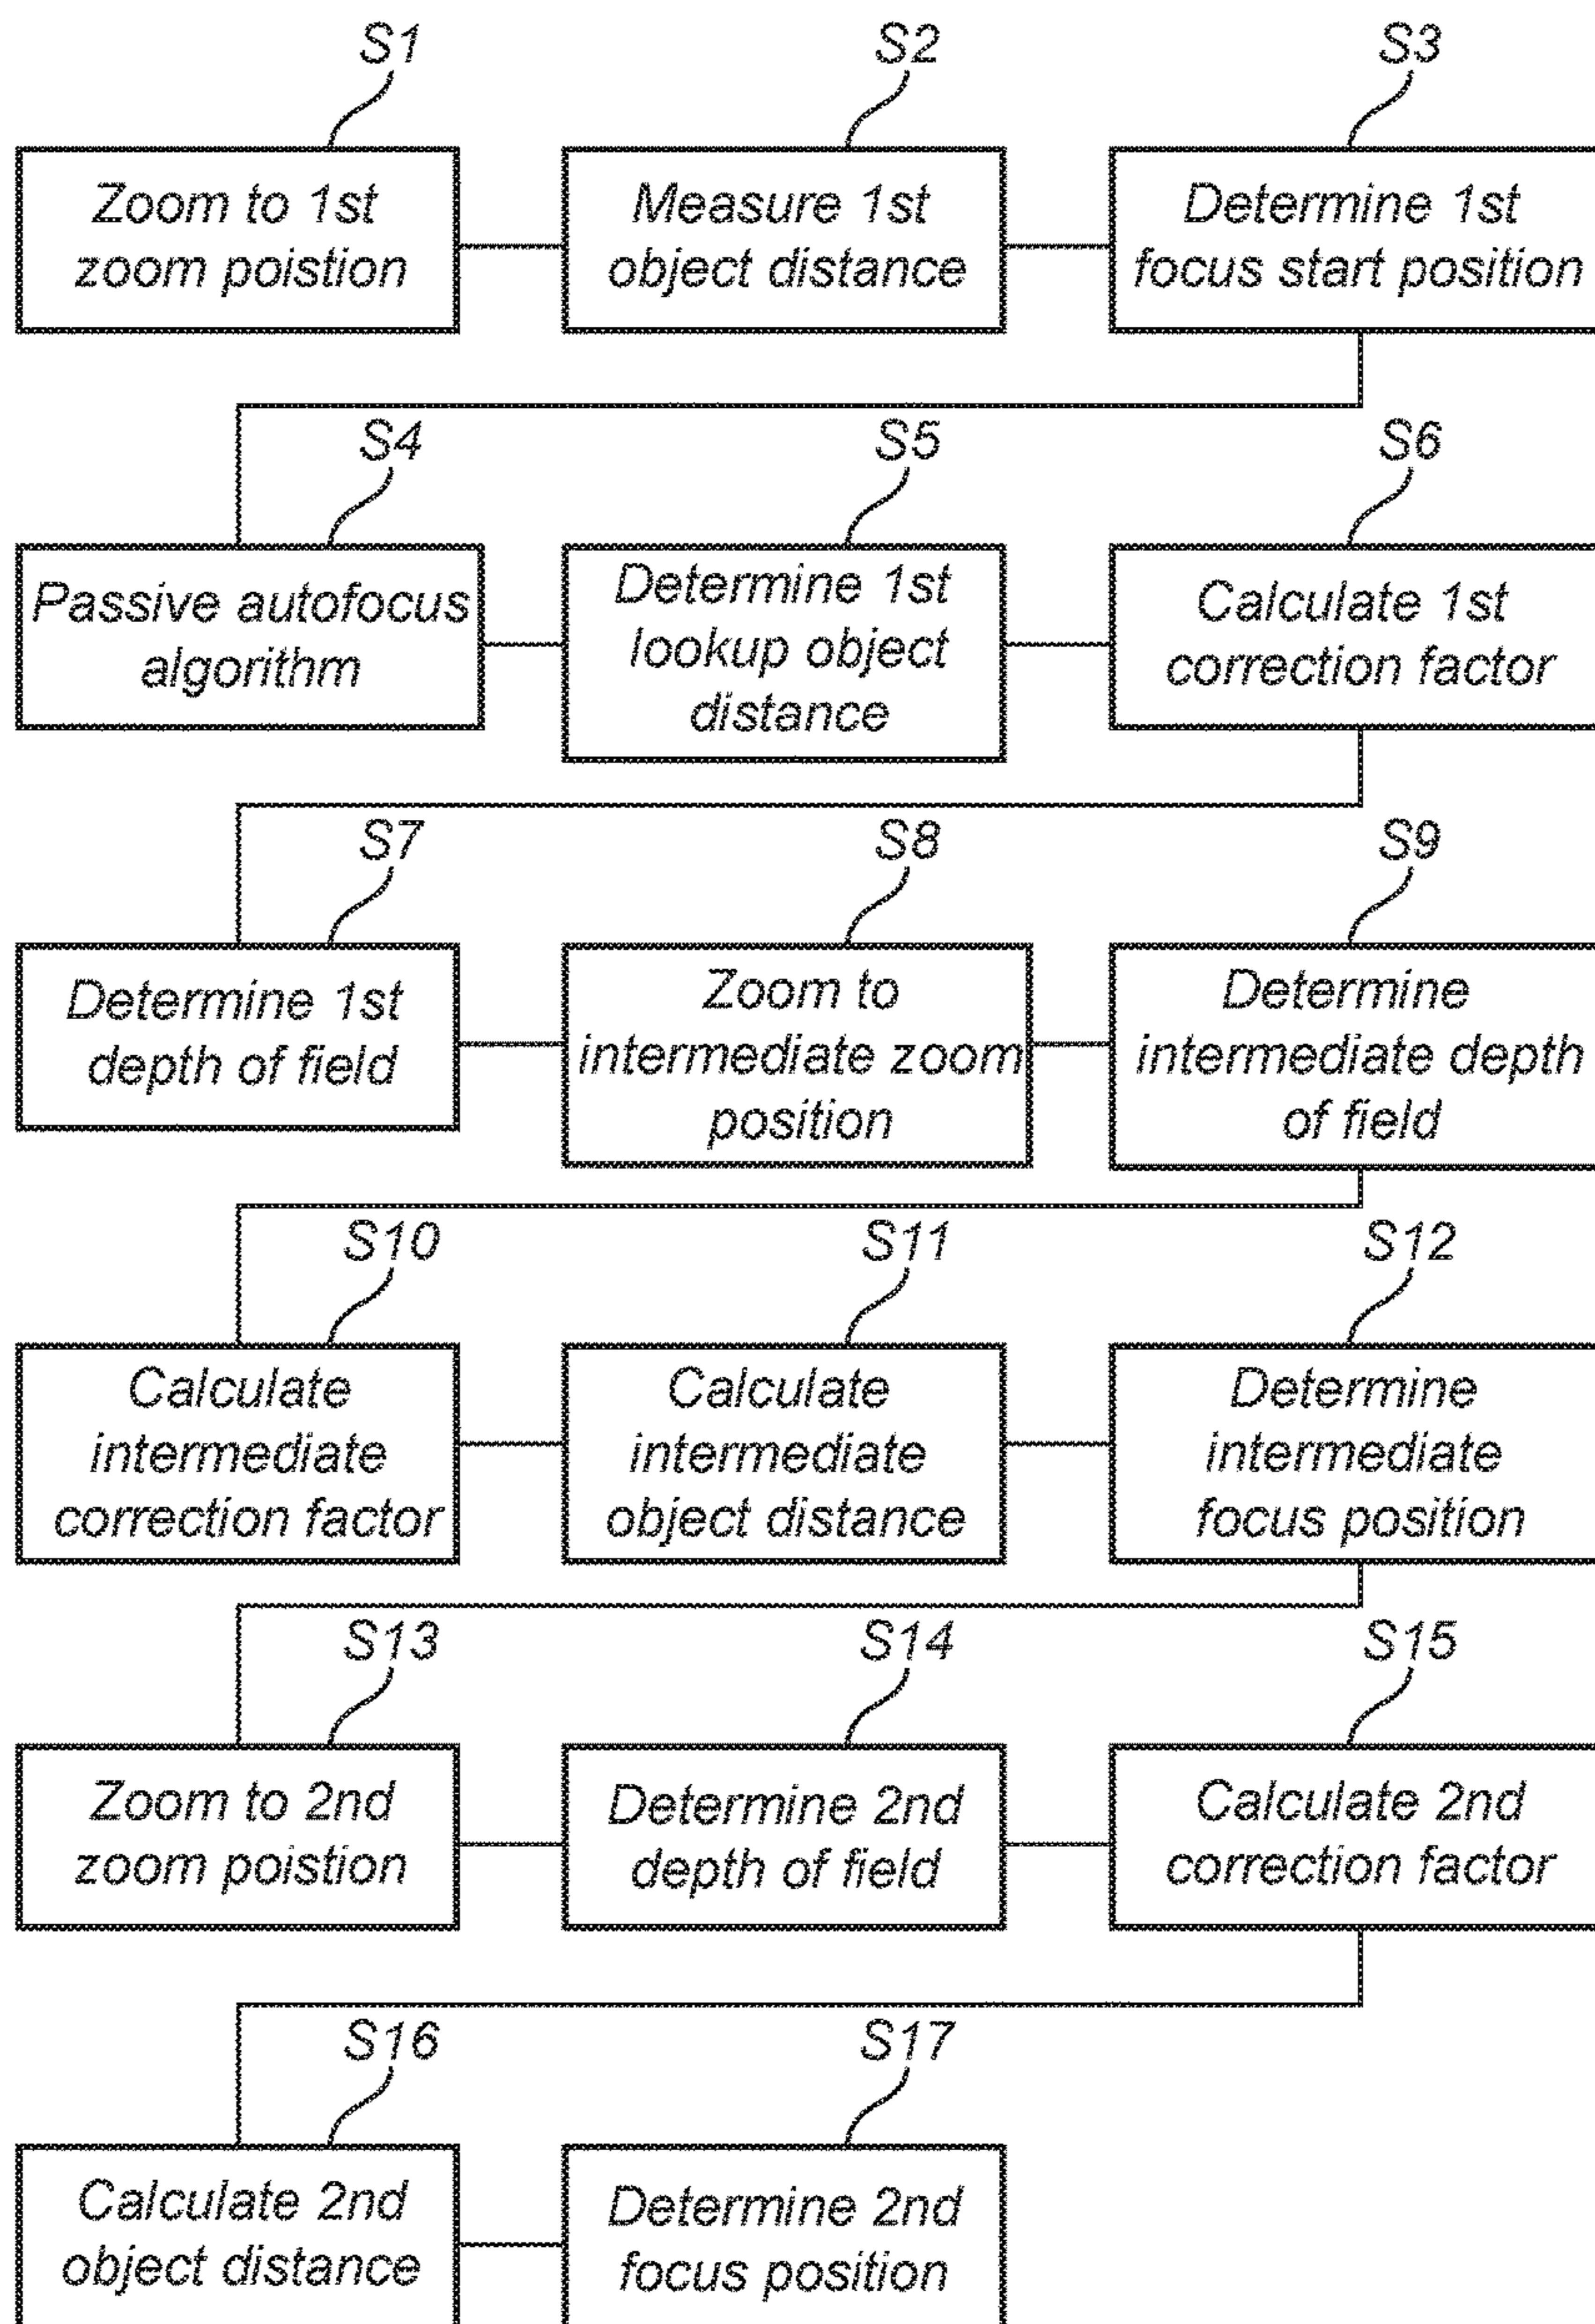 S1
S2
S3
Zoom to 1st
zoom poistion
Measure 1st
object distance
Determine 1st
focus start position
S4
S5
S6
Passive autofocus
algorithm
Determine 1st
lookup object
distance
Calculate 1st
correction factor
S7
S8
S9
Determine 1st
depth of field
Zoom to
intermediate zoom
position
Determine
intermediate depth
of field
S10
S11
S12
Calculate
intermediate
correction factor
Calculate
intermediate
object distance
Determine
intermediate
focus position
S13
S14
S15
Zoom to 2nd
zoom poistion
Determine 2nd
depth of field
Calculate 2nd
correction factor
S16
S17
Calculate 2nd
object distance
Determine 2nd
focus position